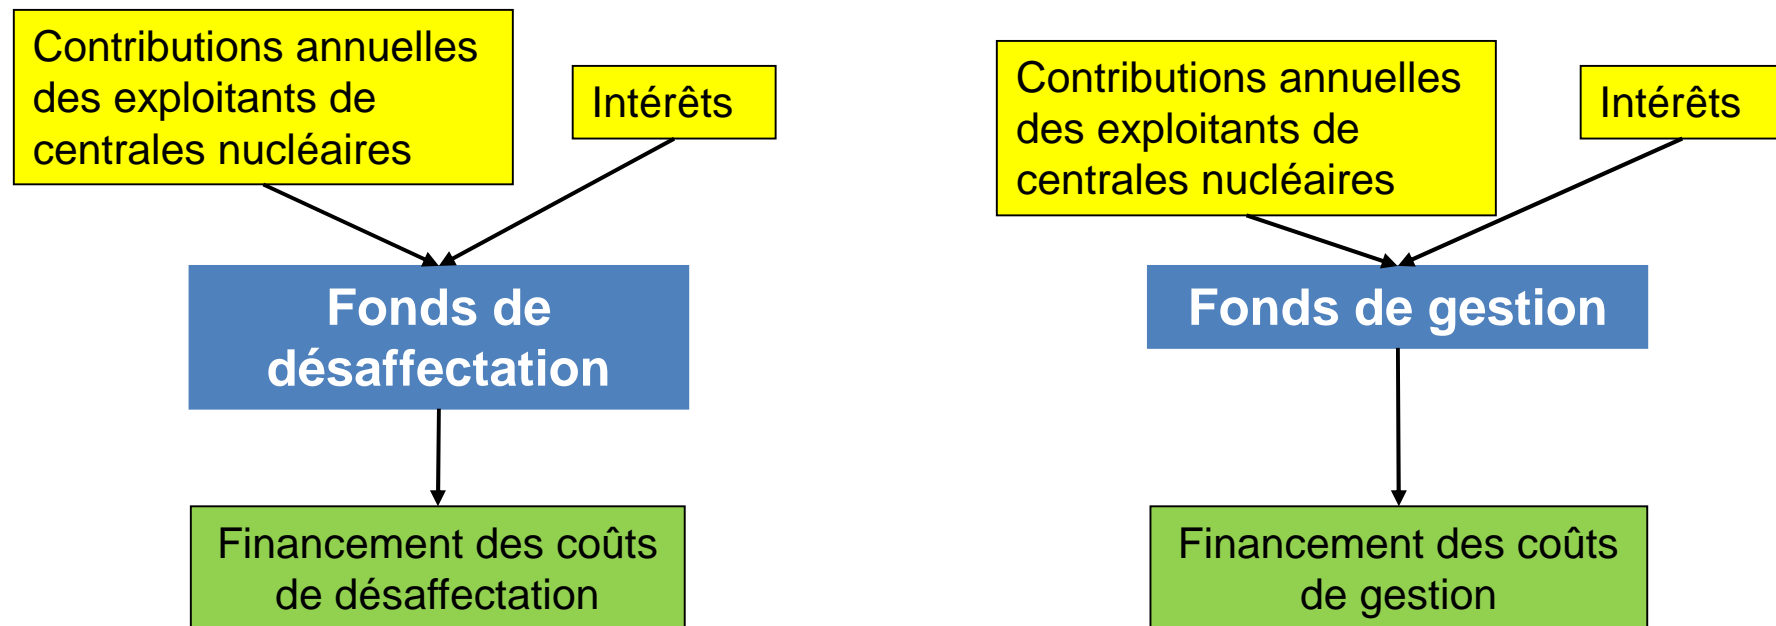 Contributions annuelles
des exploitants de
centrales nucléaires
Intérêts
Fonds de
désaffectation
Financement des coûts
de désaffectation
Contributions annuelles
des exploitants de
centrales nucléaires
Intérêts
Fonds de gestion
Financement des coûts
de gestion